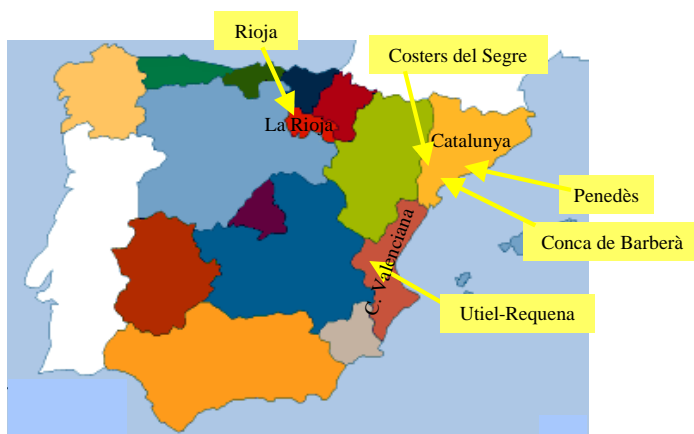 Rioja
Costers del Segre
La Rioja
Catalunya
Penedès
Conca de Barberà
C. Valenciana
Utiel-Requena